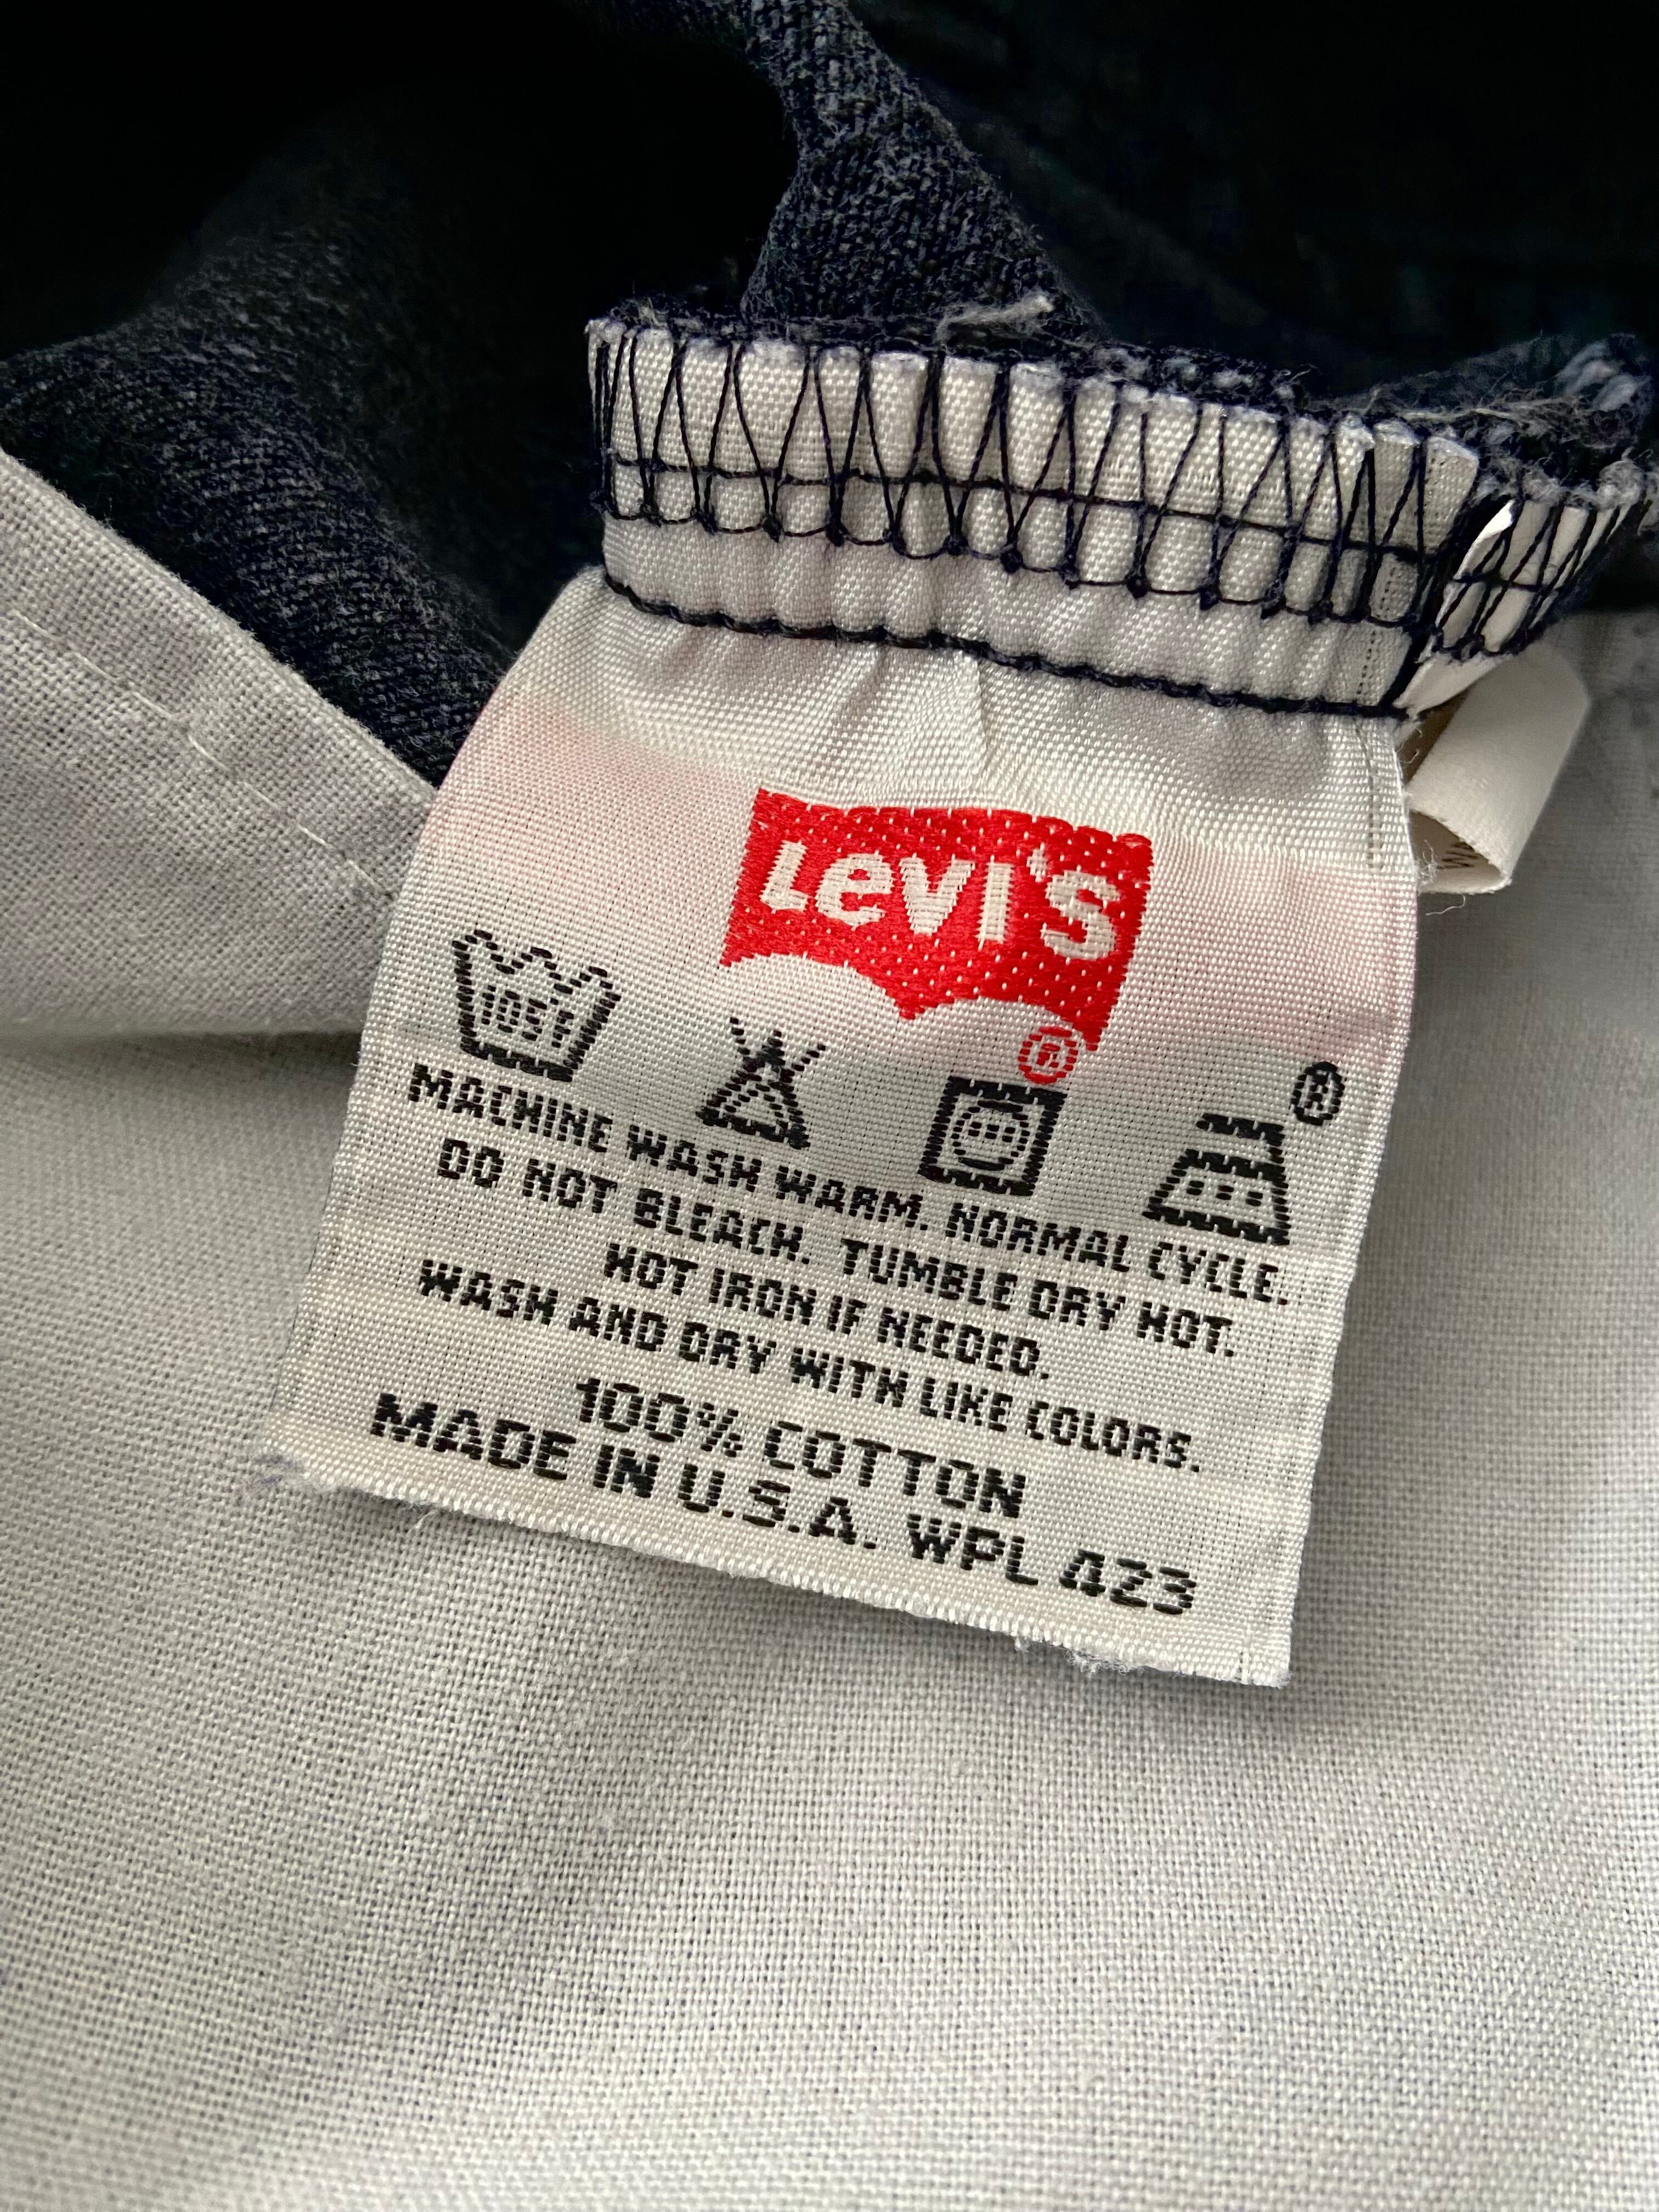 LEVI'S
®
105F
®
MACHINE WASH WARM. NORMAL CYCLE.
DO NOT BLEACH. TUMBLE DRY HOT.
HOT IRON IF NEEDED.
WASH AND DRY WITH LIKE COLORS.
100% COTTON
MADE IN U.S.A. WPL 423